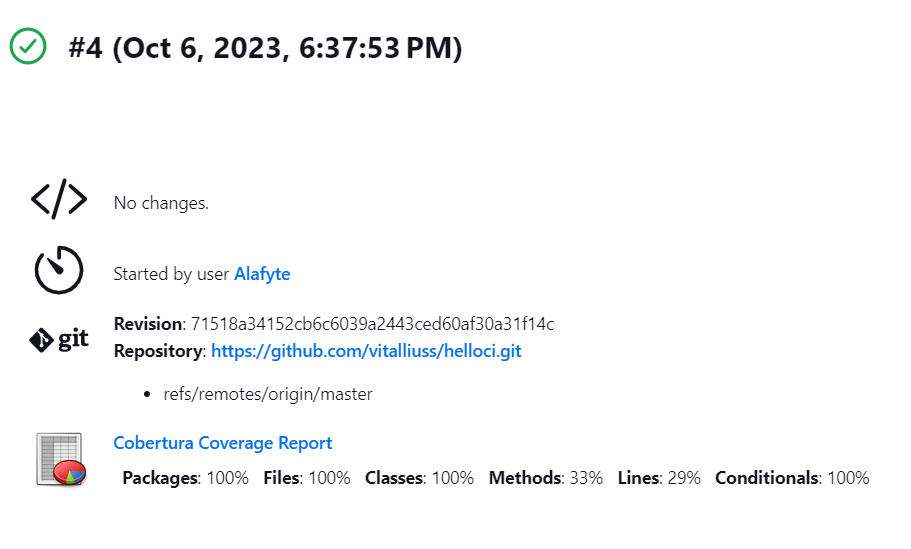 #4 (Oct 6, 2023, 6:37:53 PM)
No changes.
Started by user Alafyte
git
Revision: 71518a34152cb6c6039a2443ced60af30a31f14c
Repository: https://github.com/vitalliuss/helloci.git
• refs/remotes/origin/master
Cobertura Coverage Report
Packages: 100% Files: 100% Classes: 100% Methods: 33% Lines: 29% Conditionals: 100%